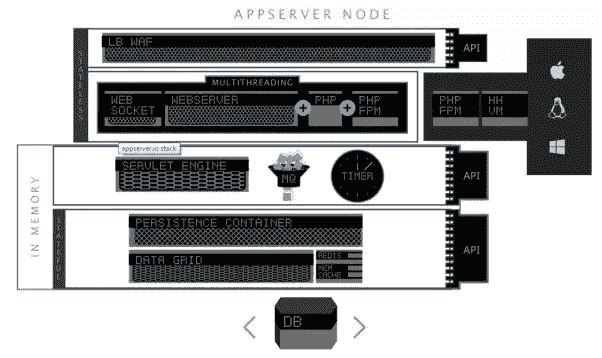 APPSERVER NODE
STATELESS
LB WAF
API
MULTITHREADING
WEB
SOCKET
WEBSERVER
PHP
PHP
FPM
PHP
FPM
HH
VM
appserver.io stack
IN MEMORY
SERVLET ENGINE
MQ
TIMER
API
STATEFUL
PERSISTENCE CONTAINER
DATA GRID
REDIS
MEM
CACHE
API
DB